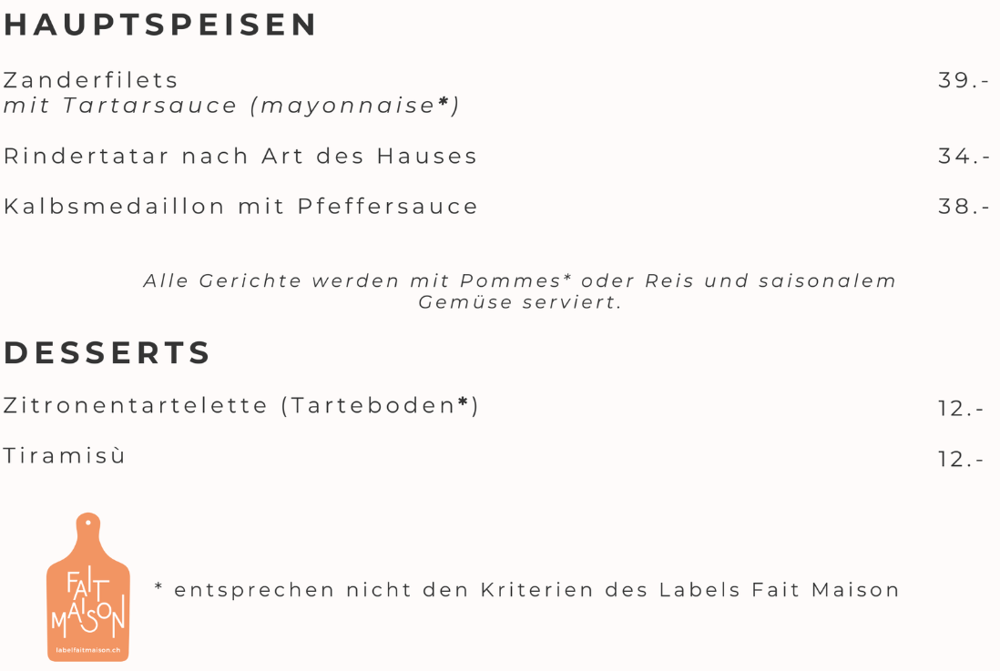 HAUPTSPEISEN
Zanderfilets 39.-
mit Tartarsauce (mayonnaise*)
Rindertatar nach Art des Hauses 34.-
Kalbsmedaillon mit Pfeffersauce 38.-
Alle Gerichte werden mit Pommes* oder Reis und saisonalem
Gemüse serviert.
DESSERTS
Zitronentartelette (Tarteboden*) 12.-
Tiramisù 12.-
FAIT
MAISON
labelfaitmaison.ch
* entsprechen nicht den Kriterien des Labels Fait Maison